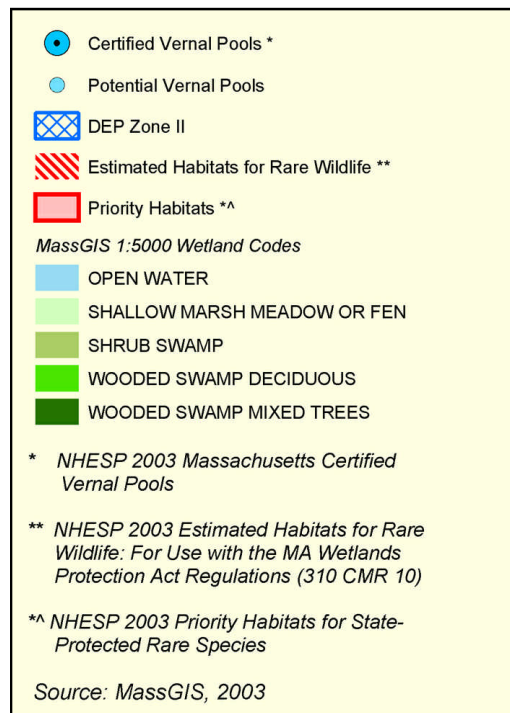 Certified Vernal Pools *
Potential Vernal Pools
DEP Zone II
Estimated Habitats for Rare Wildlife **
Priority Habitats *^
MassGIS 1:5000 Wetland Codes
OPEN WATER
SHALLOW MARSH MEADOW OR FEN
SHRUB SWAMP
WOODED SWAMP DECIDUOUS
WOODED SWAMP MIXED TREES
* NHESP 2003 Massachusetts Certified
Vernal Pools
** NHESP 2003 Estimated Habitats for Rare
Wildlife: For Use with the MA Wetlands
Protection Act Regulations (310 CMR 10)
*^ NHESP 2003 Priority Habitats for State-
Protected Rare Species
Source: MassGIS, 2003